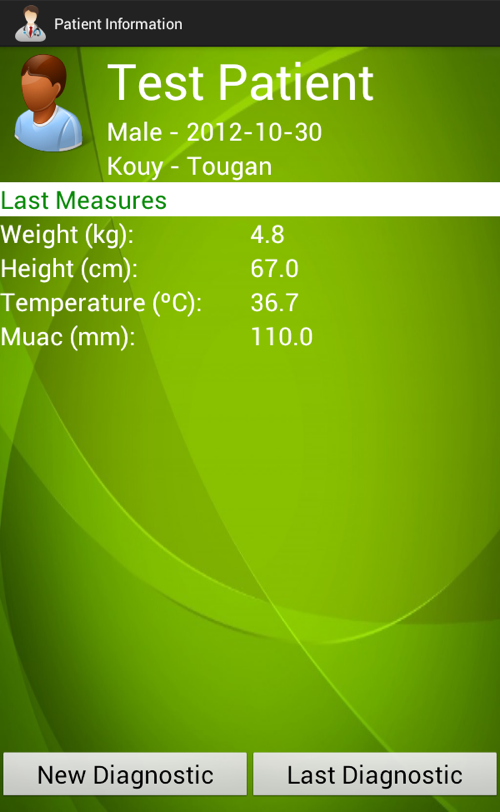 Patient Information
Test Patient
Male - 2012-10-30
Kouy - Tougan
Last Measures
Weight (kg): 4.8
Height (cm): 67.0
Temperature (ºC): 36.7
Muac (mm): 110.0
New Diagnostic Last Diagnostic